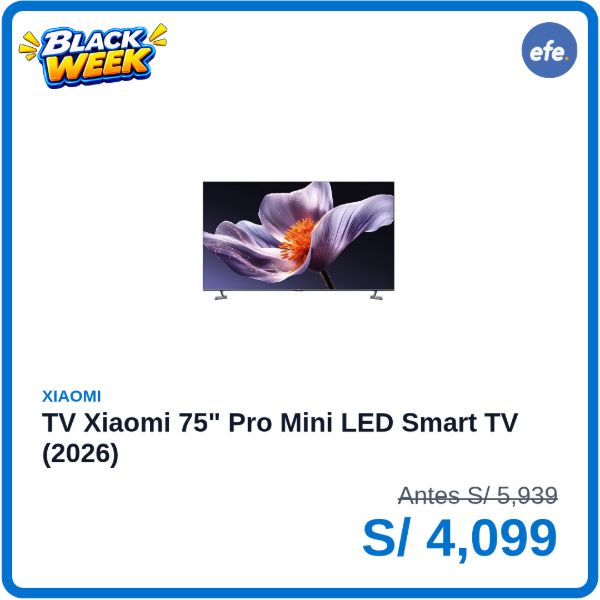 BLACK
WEEK
efe.
XIAOMI
TV Xiaomi 75" Pro Mini LED Smart TV
(2026)
Antes S/ 5,939
S/ 4,099